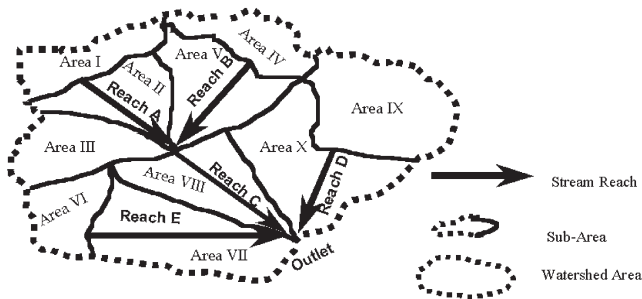 Area I
Area II
Area V
Area IV
Reach B
Reach A
Area IX
Area III
Area X
Area VIII
Reach C
Reach D
Area VI
Reach E
Area VII
Outlet
Stream Reach
Sub-Area
Watershed Area